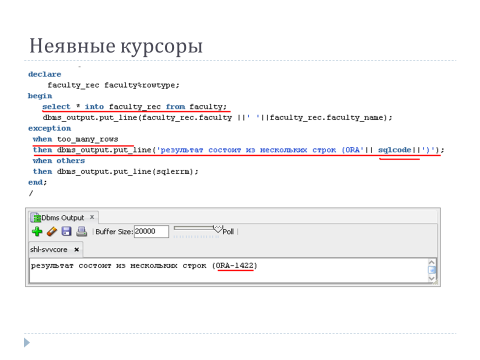 Неявные курсоры
declare
faculty_rec faculty%rowtype;
begin
select * into faculty_rec from faculty;
dbms_output.put_line(faculty_rec.faculty ||' '||faculty_rec.faculty_name);
exception
when too_many_rows
then dbms_output.put_line('результат состоит из нескольких строк (ORA'|| sqlcode||')');
when others
then dbms_output.put_line(sqlerrm);
end;
/
Dbms Output x
Buffer Size: 20000 Poll
shl-svvcore x
результат состоит из нескольких строк (ORA-1422)